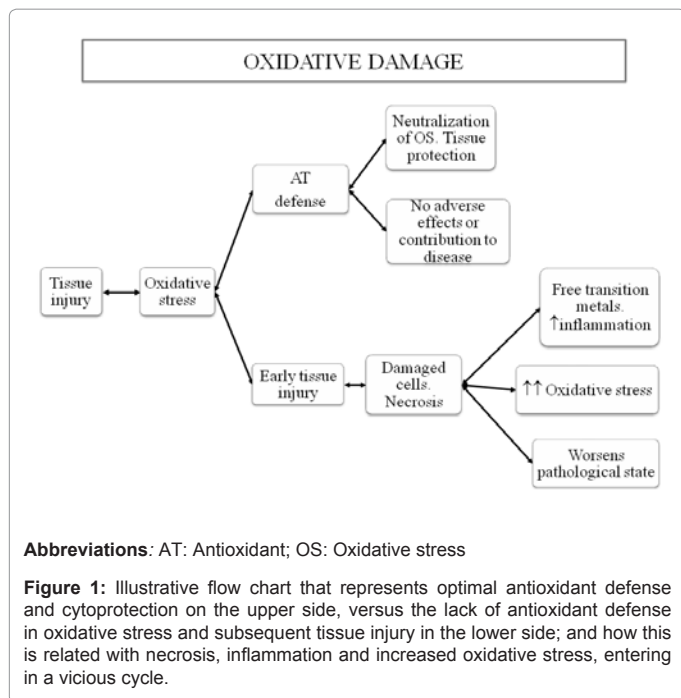 OXIDATIVE DAMAGE
Neutralization
of OS. Tissue
protection
AT
defense
No adverse
effects or
contribution to
disease
Tissue
injury
Oxidative
stress
Free transition
metals.
↑inflammation
Early tissue
injury
Damaged
cells.
Necrosis
↑↑ Oxidative stress
Worsens
pathological state
Abbreviations: AT: Antioxidant; OS: Oxidative stress
Figure 1: Illustrative flow chart that represents optimal antioxidant defense
and cytoprotection on the upper side, versus the lack of antioxidant defense
in oxidative stress and subsequent tissue injury in the lower side; and how this
is related with necrosis, inflammation and increased oxidative stress, entering
in a vicious cycle.